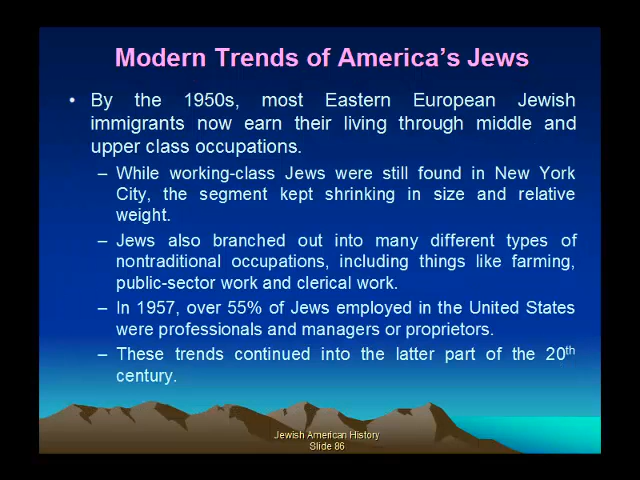 Modern Trends of America's Jews
• By the 1950s, most Eastern European Jewish
immigrants now earn their living through middle and
upper class occupations.
– While working-class Jews were still found in New York
City, the segment kept shrinking in size and relative
weight.
– Jews also branched out into many different types of
nontraditional occupations, including things like farming,
public-sector work and clerical work.
– In 1957, over 55% of Jews employed in the United States
were professionals and managers or proprietors.
– These trends continued into the latter part of the 20th
century.
Jewish American History
Slide 86